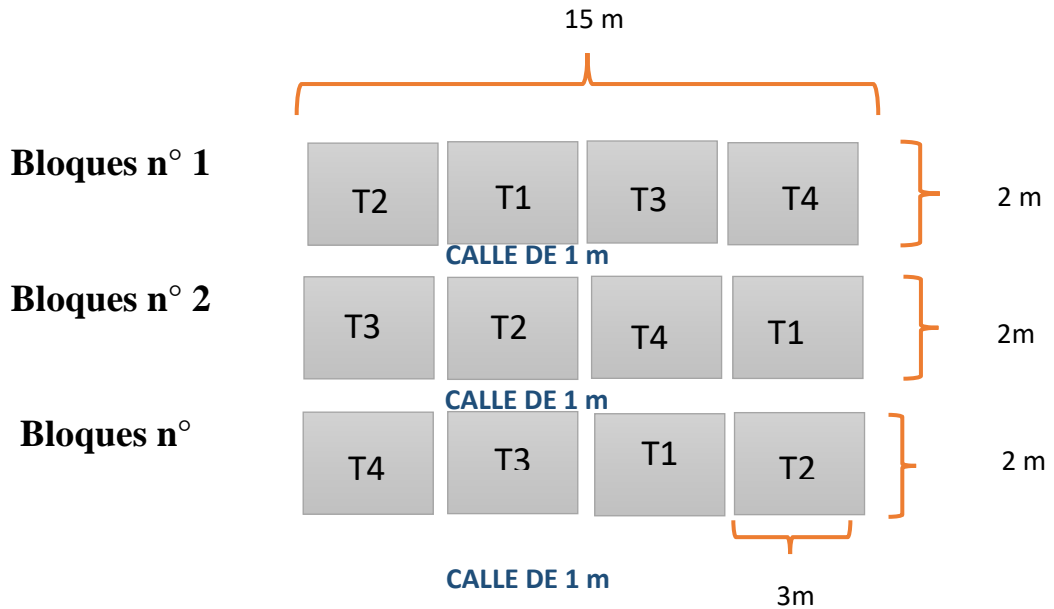 15 m
Bloques n° 1
T2 T1 T3 T4
2 m
CALLE DE 1 m
Bloques n° 2
T3 T2 T4 T1
2m
CALLE DE 1 m
Bloques n°
T4 T3 T1 T2
2 m
CALLE DE 1 m
3m